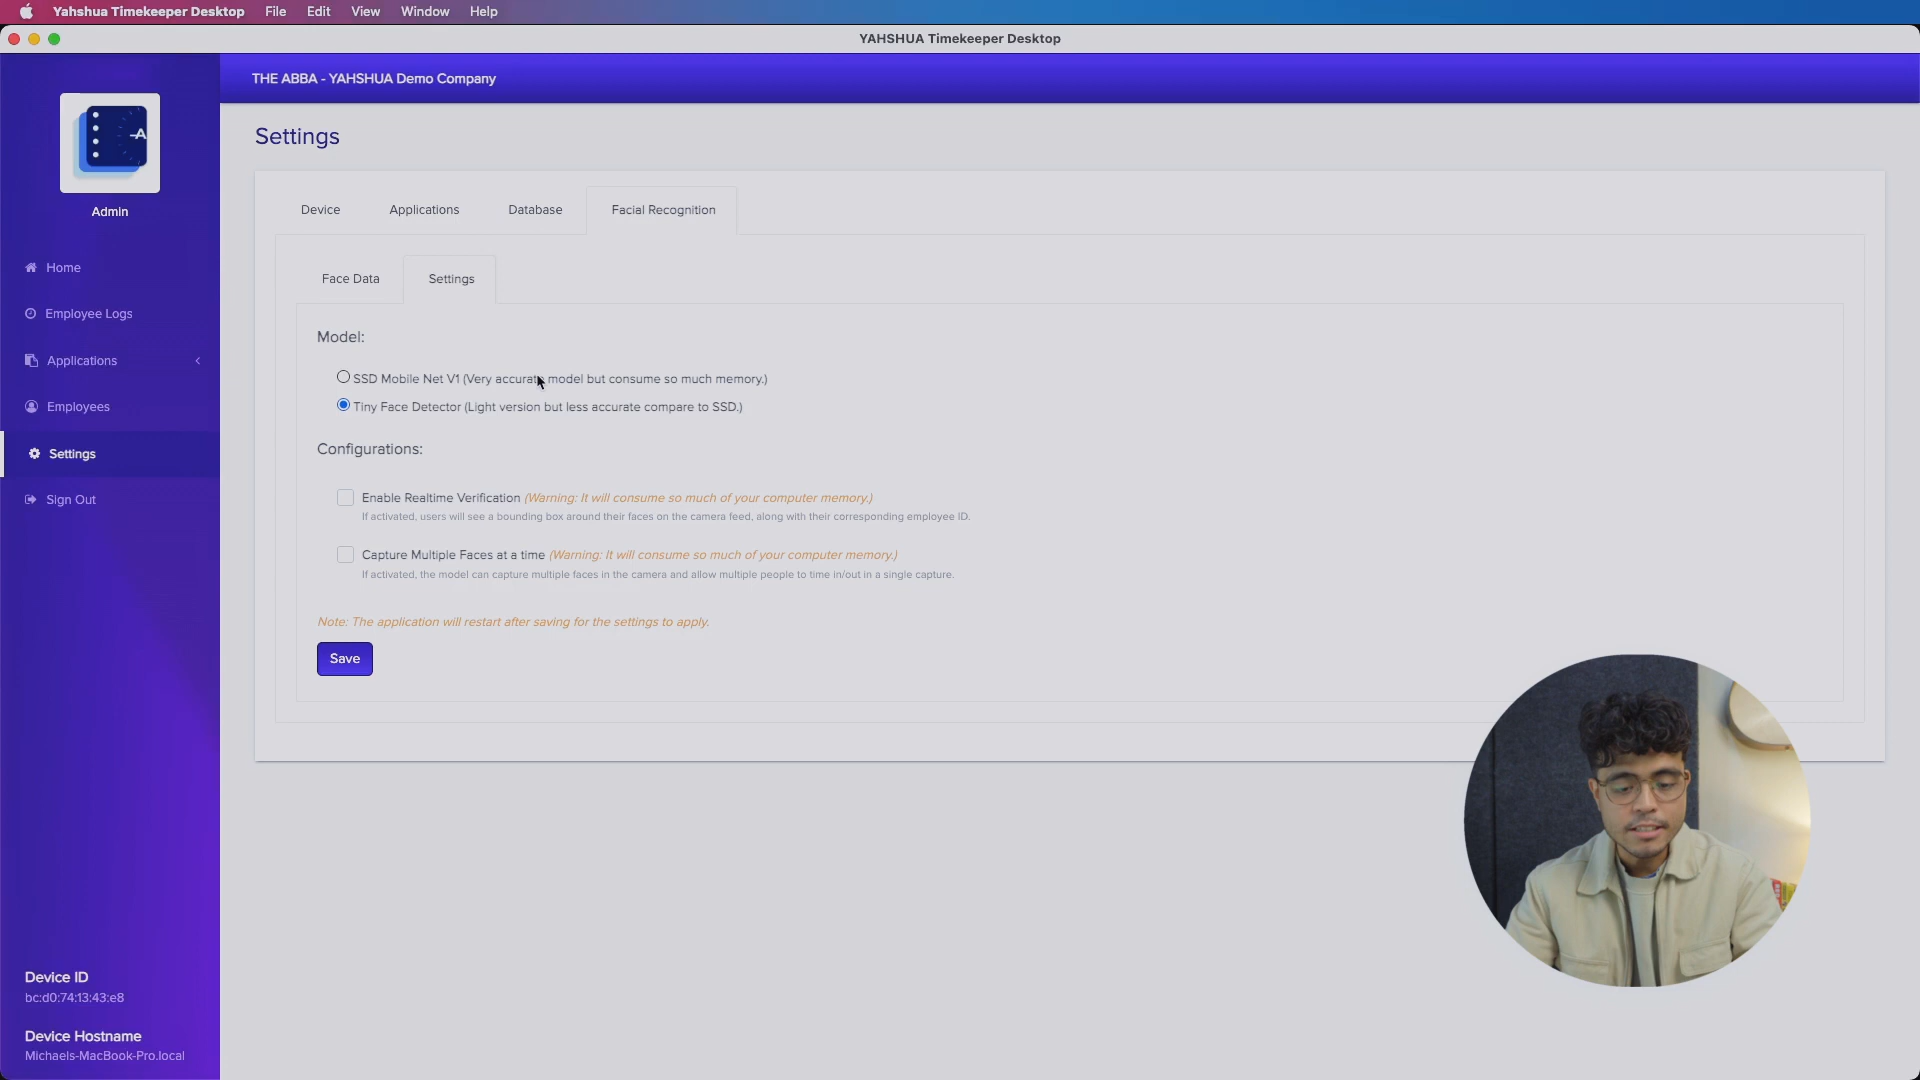 Yahshua Timekeeper Desktop File Edit View Window Help
YAHSHUA Timekeeper Desktop
THE ABBA - YAHSHUA Demo Company
-A
Admin
Home
Employee Logs
Applications
Employees
Settings
Sign Out
Device ID
bc:d0:74:13:43:e8
Device Hostname
Michaels-MacBook-Pro.local
Settings
Device Applications Database Facial Recognition
Face Data Settings
Model:
SSD Mobile Net V1 (Very accurate model but consume so much memory.)
Tiny Face Detector (Light version but less accurate compare to SSD.)
Configurations:
Enable Realtime Verification (Warning: It will consume so much of your computer memory.)
If activated, users will see a bounding box around their faces on the camera feed, along with their corresponding employee ID.
Capture Multiple Faces at a time (Warning: It will consume so much of your computer memory.)
If activated, the model can capture multiple faces in the camera and allow multiple people to time in/out in a single capture.
Note: The application will restart after saving for the settings to apply.
Save